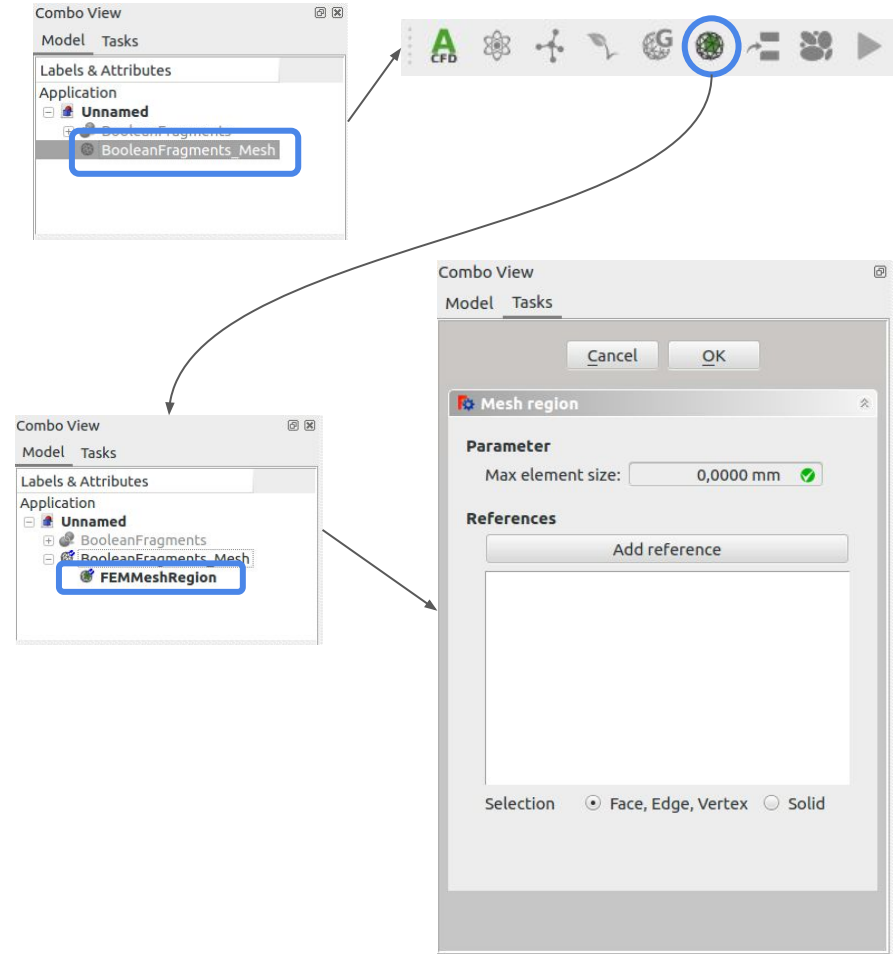 Combo View
Model Tasks
Labels & Attributes
Application
Unnamed
BooleanFragments
BooleanFragments_Mesh
A
CFD
G
Combo View
Model Tasks
Cancel OK
Mesh region
Parameter
Max element size: 0,0000 mm
References
Add reference
Selection Face, Edge, Vertex Solid
Combo View
Model Tasks
Labels & Attributes
Application
Unnamed
BooleanFragments
BooleanFragments_Mesh
FEMMeshRegion